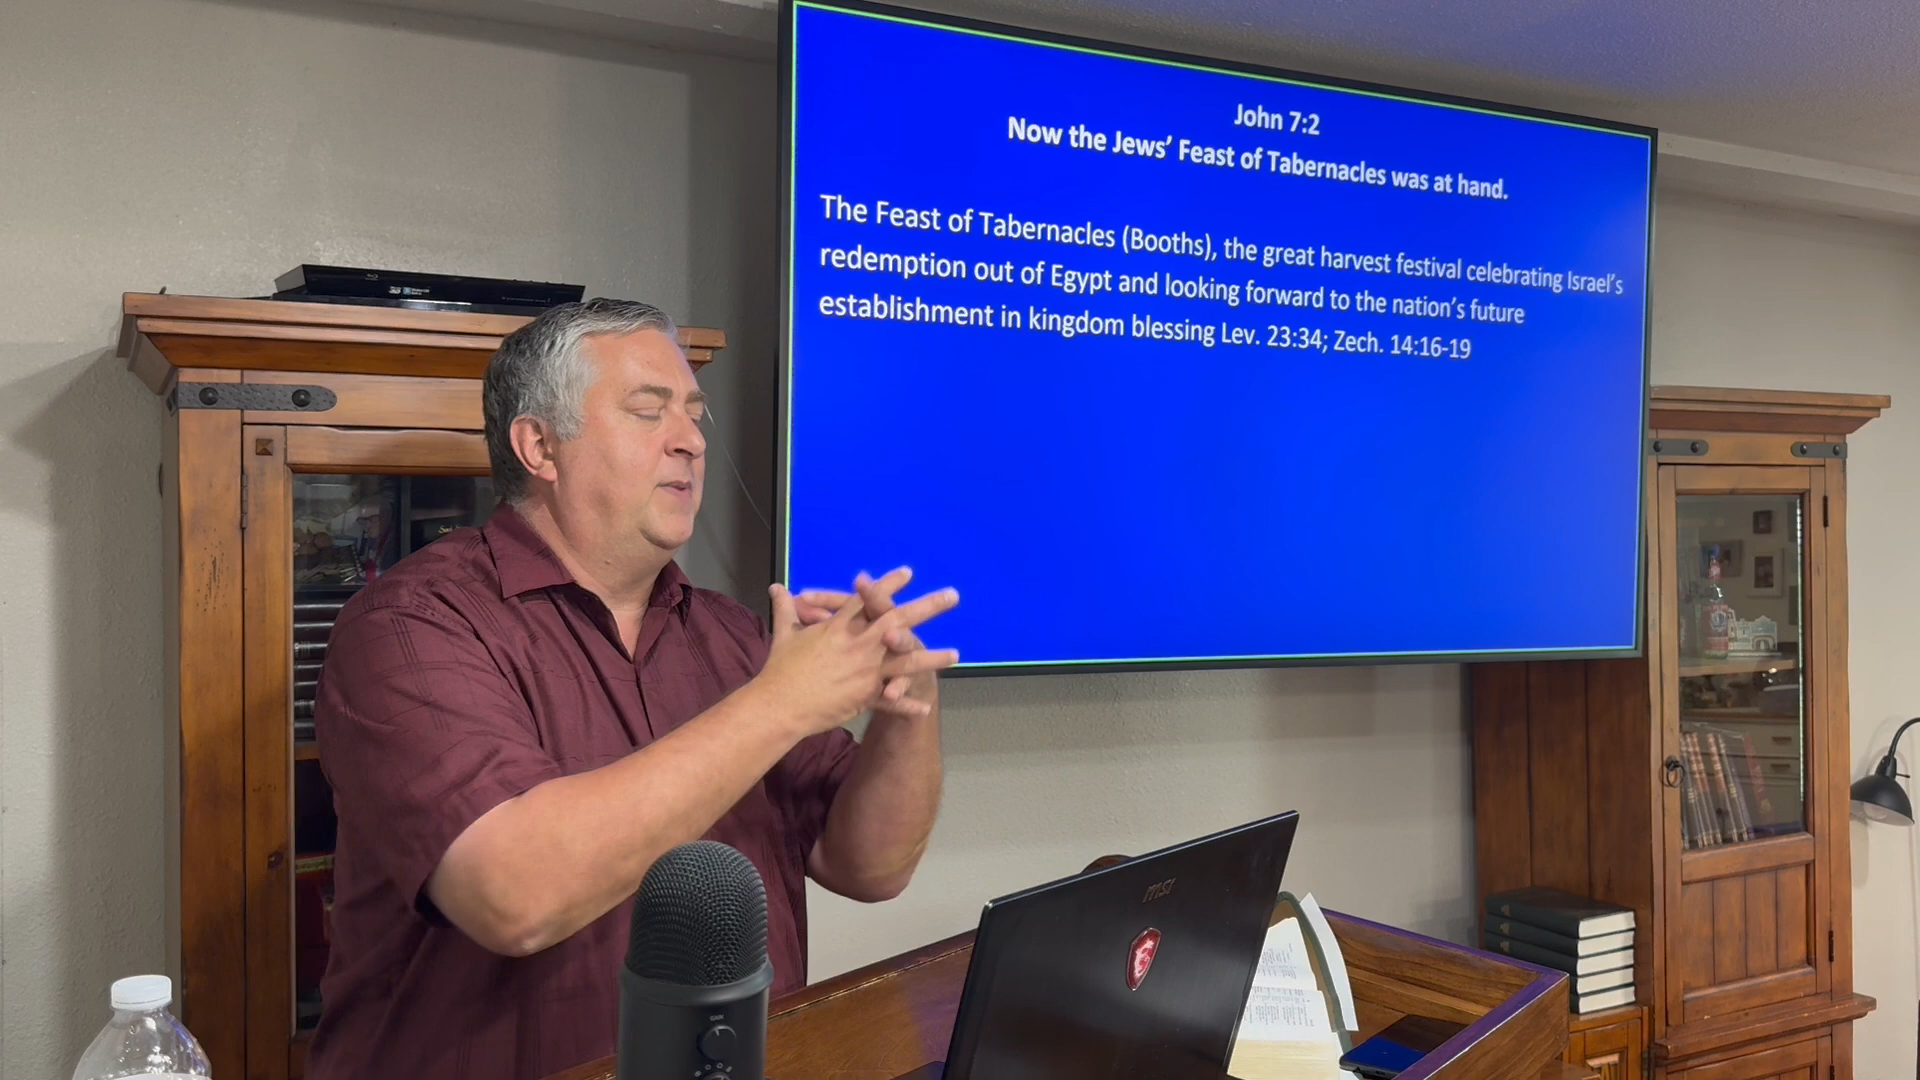 John 7:2
Now the Jews’ Feast of Tabernacles was at hand.
The Feast of Tabernacles (Booths), the great harvest festival celebrating Israel’s
redemption out of Egypt and looking forward to the nation’s future
establishment in kingdom blessing Lev. 23:34; Zech. 14:16-19
msi
GAIN